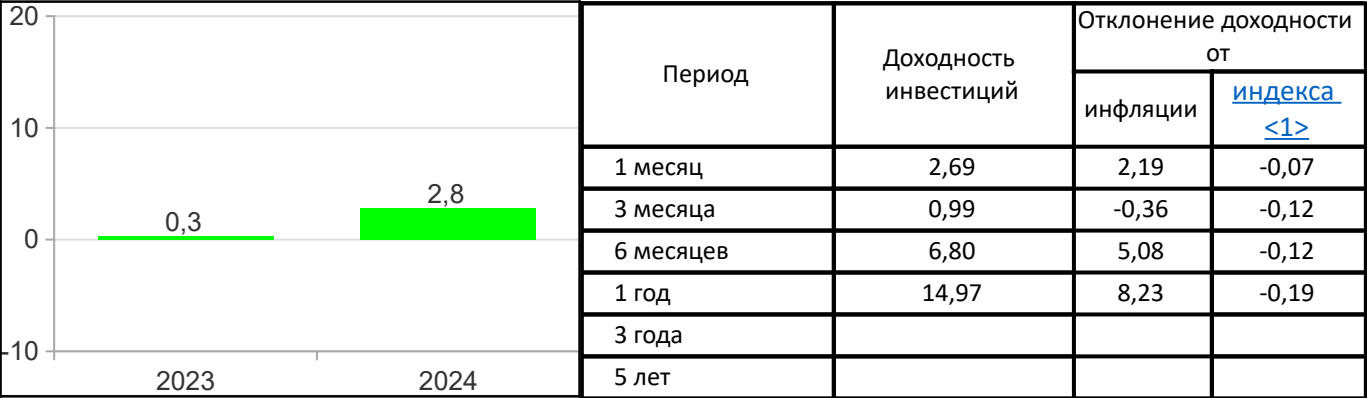 20
10
0
-10
0,3
2,8
2023
2024
Период
Доходность
инвестиций
Отклонение доходности
от
инфляции
индекса
<1>
1 месяц 2,69 2,19 -0,07
3 месяца 0,99 -0,36 -0,12
6 месяцев 6,80 5,08 -0,12
1 год 14,97 8,23 -0,19
3 года
5 лет